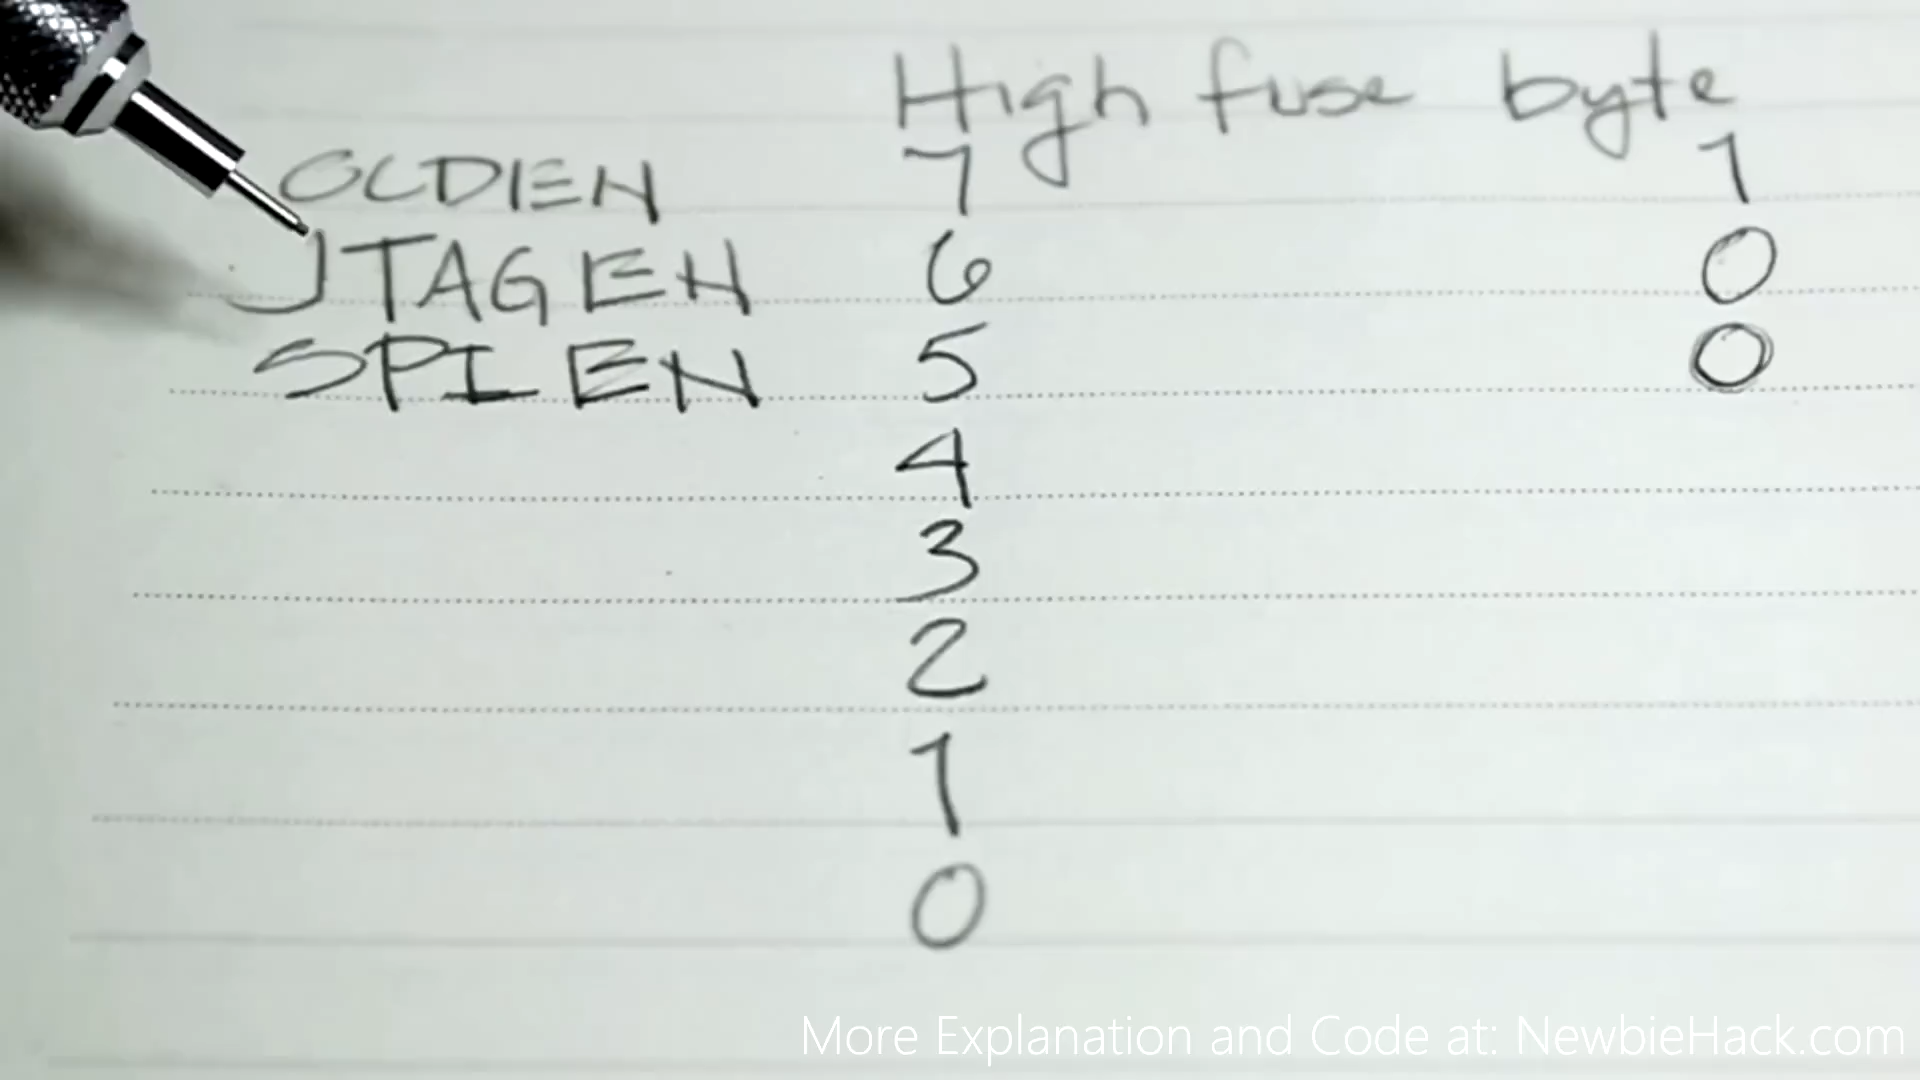 High fuse byte
OCDIEN 7 1
JTAGEN 6 0
SPIEN 5 0
4
3
2
1
0
More Explanation and Code at: NewbieHack.com